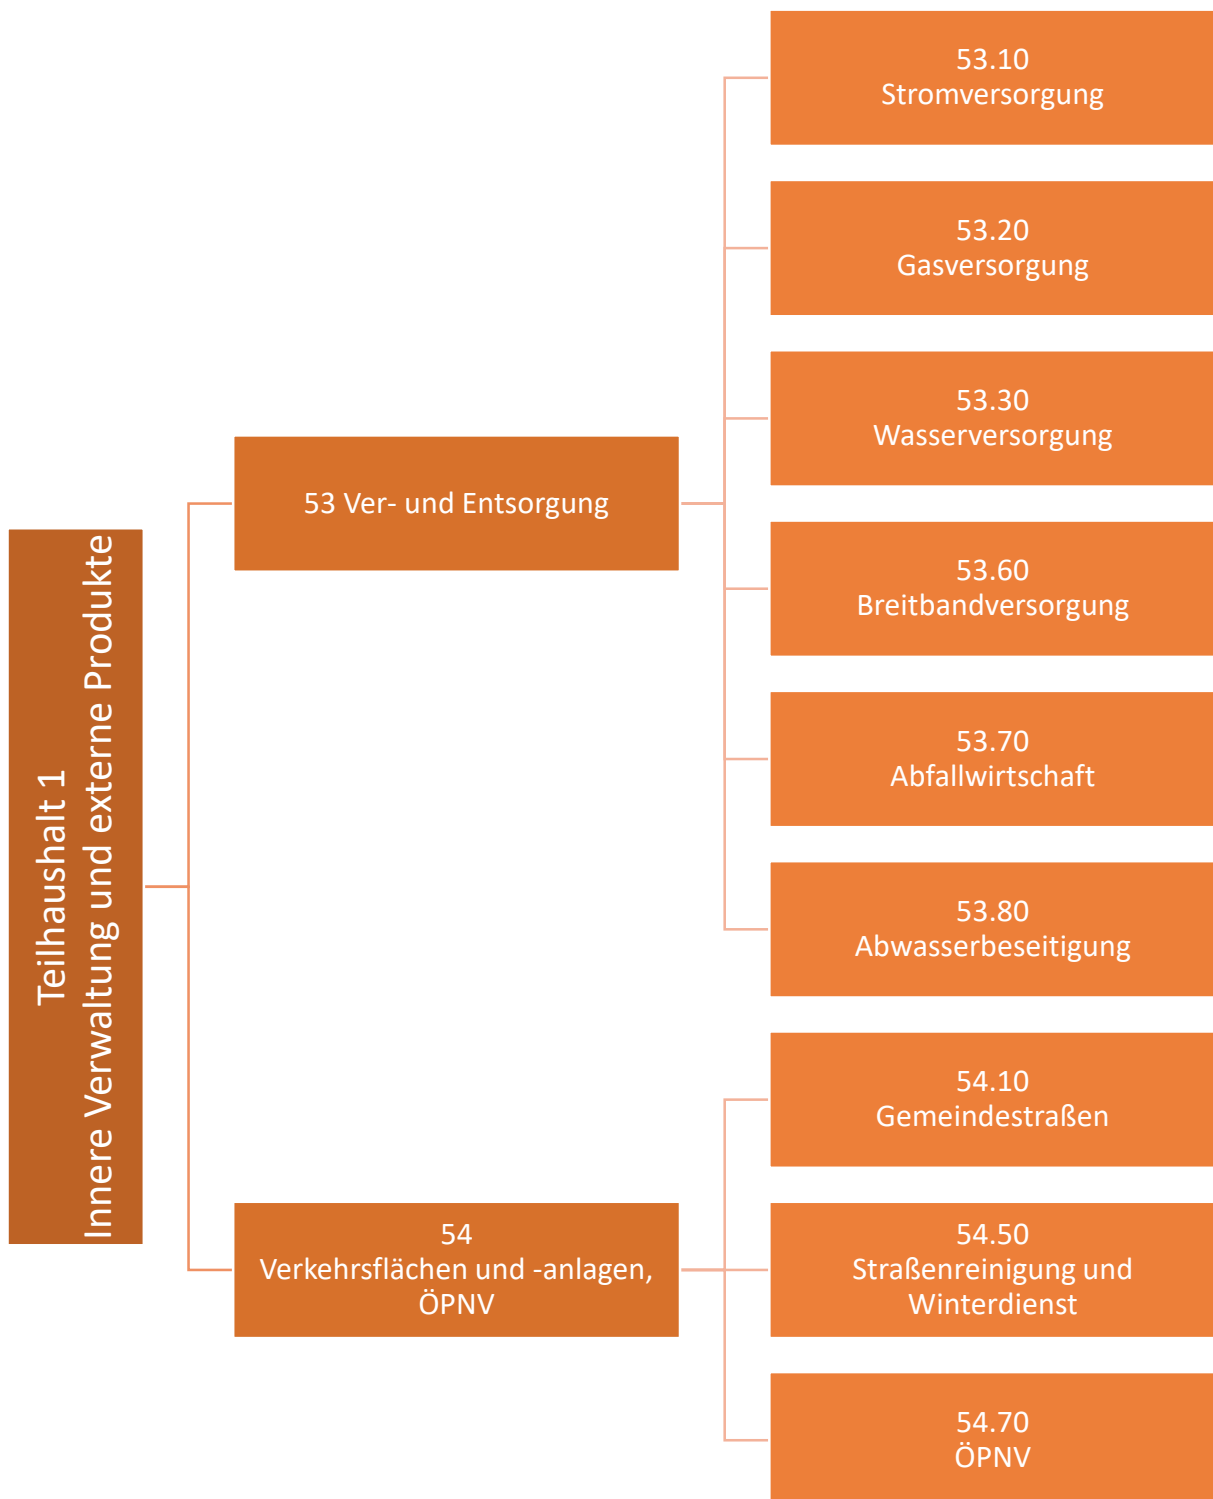 Teilhaushalt 1
Innere Verwaltung und externe Produkte
53 Ver- und Entsorgung
53.10
Stromversorgung
53.20
Gasversorgung
53.30
Wasserversorgung
53.60
Breitbandversorgung
53.70
Abfallwirtschaft
53.80
Abwasserbeseitigung
54
Verkehrsflächen und -anlagen,
ÖPNV
54.10
Gemeindestraßen
54.50
Straßenreinigung und
Winterdienst
54.70
ÖPNV